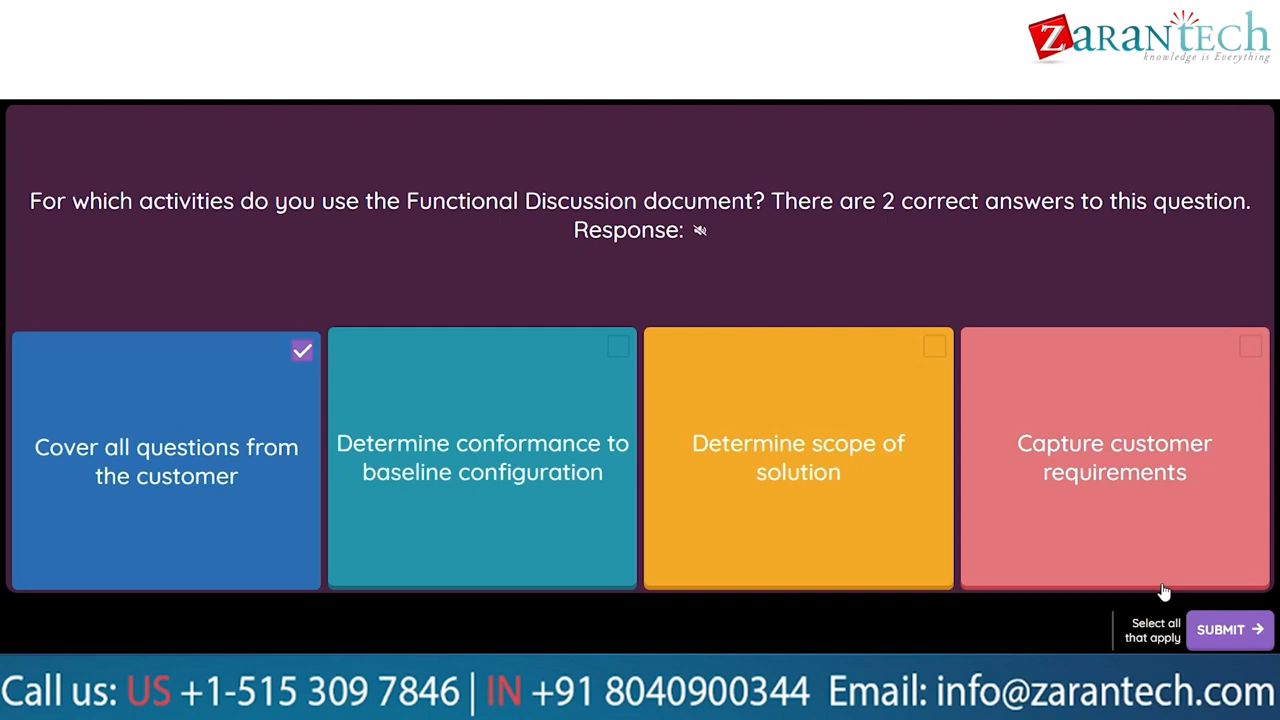 ZaranTech
knowledge is Everything
For which activities do you use the Functional Discussion document? There are 2 correct answers to this question.
Response:
Cover all questions from
the customer
Determine conformance to
baseline configuration
Determine scope of
solution
Capture customer
requirements
Select all
that apply
SUBMIT
Call us: US +1-515 309 7846 | IN +91 8040900344 Email: info@zarantech.com